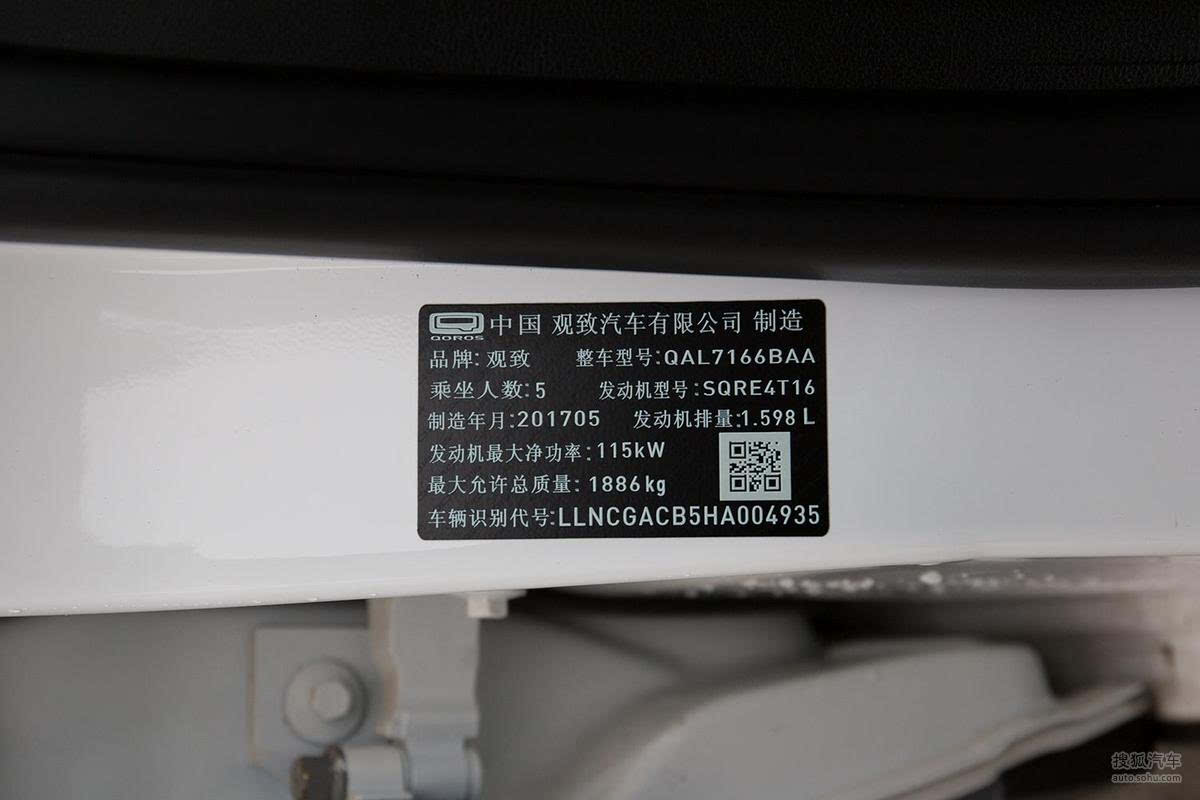 QOROS 中国 观致汽车有限公司 制造
品牌: 观致 整车型号:QAL7166BAA
乘坐人数:5 发动机型号:SQRE4T16
制造年月:201705 发动机排量:1.598 L
发动机最大净功率:115kW
最大允许总质量: 1886kg
车辆识别代号:LLNCGACB5HA004935
搜狐汽车
auto.sohu.com